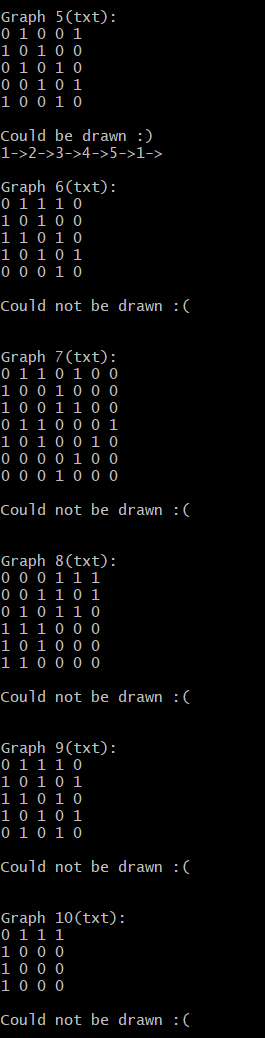 Graph 5(txt):
0 1 0 0 1
1 0 1 0 0
0 1 0 1 0
0 0 1 0 1
1 0 0 1 0
Could be drawn :)
1->2->3->4->5->1->
Graph 6(txt):
0 1 1 1 0
1 0 1 0 0
1 1 0 1 0
1 0 1 0 1
0 0 0 1 0
Could not be drawn :(
Graph 7(txt):
0 1 1 0 1 0 0
1 0 0 1 0 0 0
1 0 0 1 1 0 0
0 1 1 0 0 0 1
1 0 1 0 0 1 0
0 0 0 0 1 0 0
0 0 0 1 0 0 0
Could not be drawn :(
Graph 8(txt):
0 0 0 1 1 1
0 0 1 1 0 1
0 1 0 1 1 0
1 1 1 0 0 0
1 0 1 0 0 0
1 1 0 0 0 0
Could not be drawn :(
Graph 9(txt):
0 1 1 1 0
1 0 1 0 1
1 1 0 1 0
1 0 1 0 1
0 1 0 1 0
Could not be drawn :(
Graph 10(txt):
0 1 1 1
1 0 0 0
1 0 0 0
1 0 0 0
Could not be drawn :(